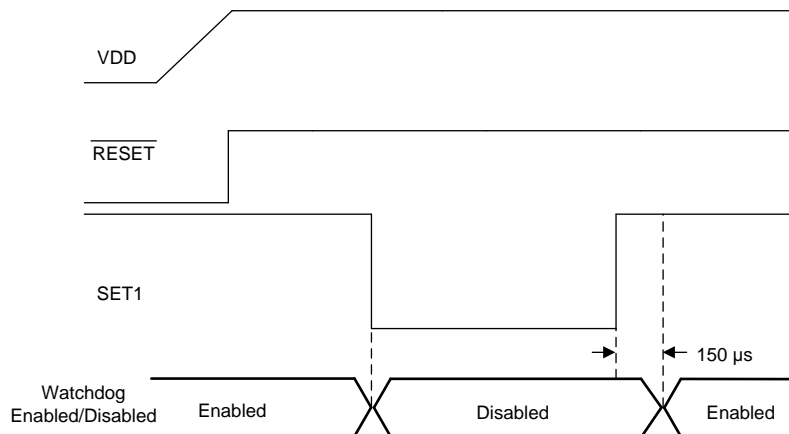 VDD
RESET
SET1
150 µs
Watchdog
Enabled/Disabled
Enabled
Disabled
Enabled